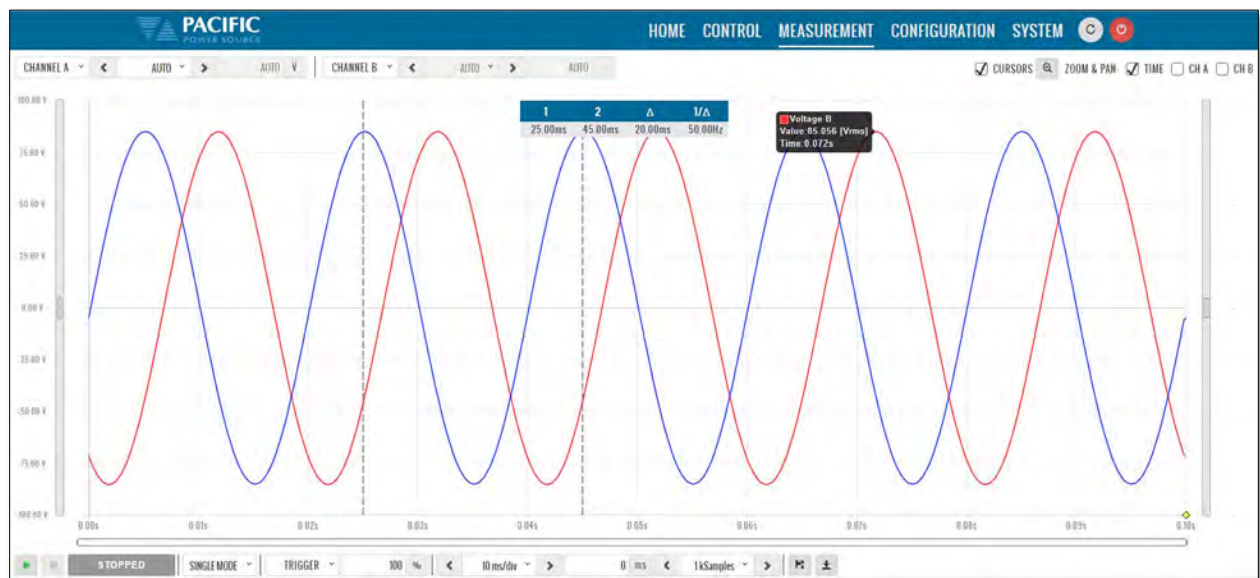 PACIFIC
POWER SOURCE
HOME CONTROL MEASUREMENT CONFIGURATION SYSTEM C
CHANNEL A AUTO AUTO V CHANNEL B AUTO AUTO CURSORS ZOOM & PAN TIME CH A CH B
1 2 Δ 1/Δ
25.00ms 45.00ms 20.00ms 50.00Hz
Voltage B
Value:85.056 [Vrms]
Time:0.072s
100.00 V
75.00 V
50.00 V
25.00 V
0.00 V
-25.00 V
-50.00 V
75.00 V
100.00 V
0.00s 0.01s 0.02s 0.03s 0.04s 0.05s 0.06s 0.07s 0.08s 0.09s 0.10s
STOPPED SINGLE MODE TRIGGER 100 % 10 ms/div 0 ms 1 kSamples